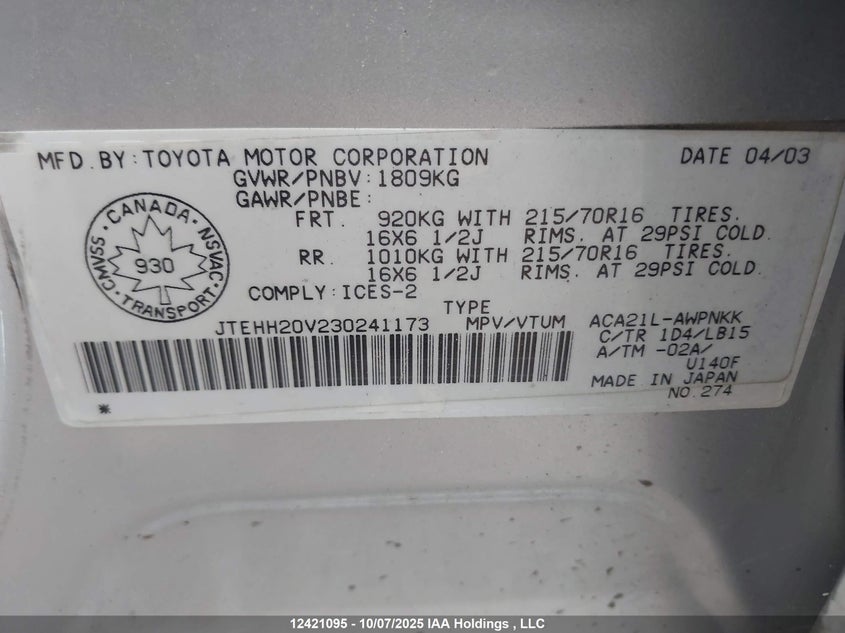 MFD. BY: TOYOTA MOTOR CORPORATION DATE 04/03
GVWR/PNBV: 1809KG
GAWR/PNBE:
FRT. 920KG WITH 215/70R16 TIRES.
16X6 1/2J RIMS. AT 29PSI COLD.
RR. 1010KG WITH 215/70R16 TIRES.
16X6 1/2J RIMS. AT 29PSI COLD.
COMPLY: ICES-2
CANADA
CMVSS NSVAC
930
TRANSPORT
TYPE
JTEHH20V230241173 MPV/VTUM
ACA21L-AWPNKK
C/TR 1D4/LB15
A/TM -02A/
U140F
MADE IN JAPAN
NO. 274
*
12421095 - 10/07/2025 IAA Holdings , LLC